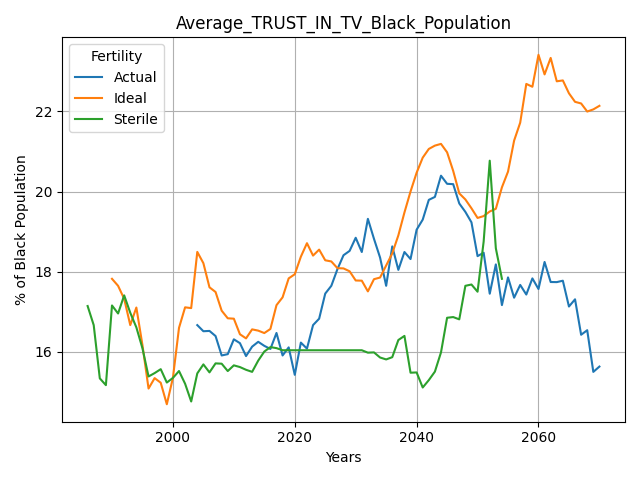 Average_TRUST_IN_TV_Black_Population
Fertility
Actual
Ideal
Sterile
% of Black Population
22
20
18
16
2000 2020 2040 2060
Years